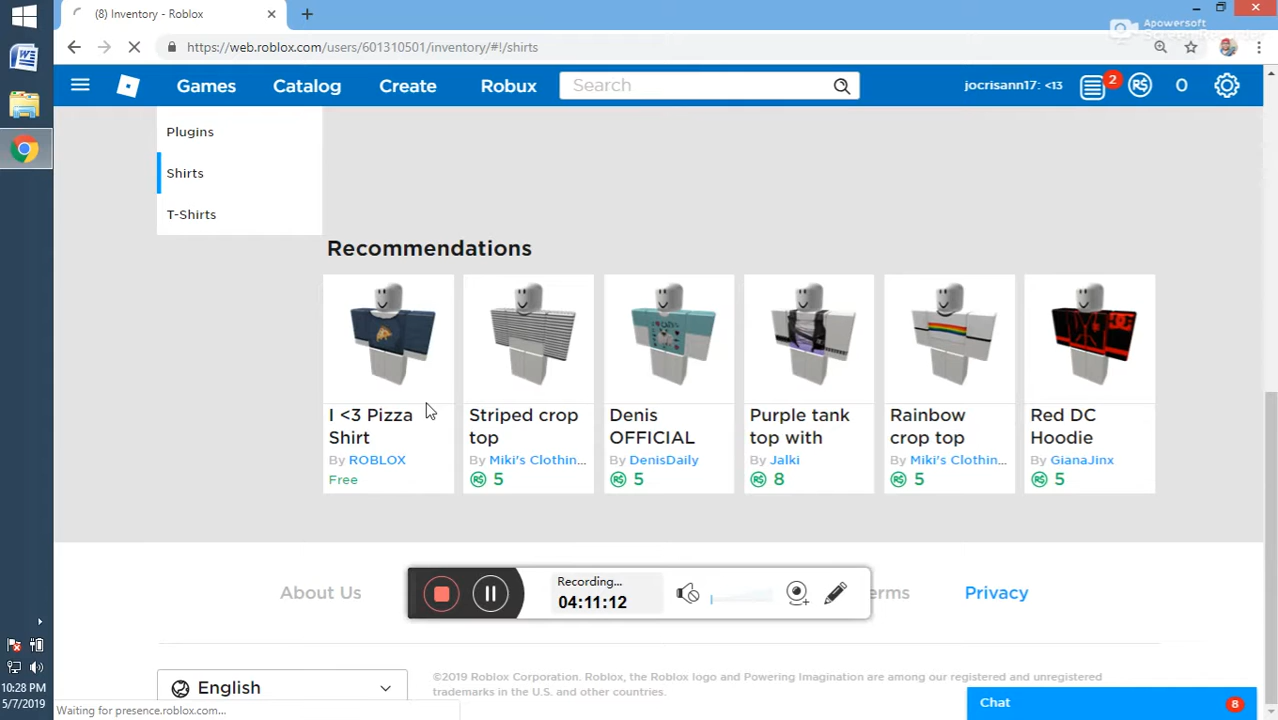 (8) Inventory - Roblox
Apowersoft
Screen Recorder
https://web.roblox.com/users/601310501/inventory/#!/shirts
Games Catalog Create Robux Search jocrisann17: <13 2 R$ 0
Plugins
Shirts
T-Shirts
Recommendations
I <3 Pizza Shirt
By ROBLOX
Free
Striped crop top
By Miki's Clothin...
R$ 5
Denis OFFICIAL
By DenisDaily
R$ 5
Purple tank top with
By Jalki
R$ 8
Rainbow crop top
By Miki's Clothin...
R$ 5
Red DC Hoodie
By GianaJinx
R$ 5
Recording...
04:11:12
About Us erms Privacy
English
©2019 Roblox Corporation. Roblox, the Roblox logo and Powering Imagination are among our registered and unregistered
trademarks in the U.S. and other countries.
Chat 8
Waiting for presence.roblox.com...
10:28 PM
5/7/2019